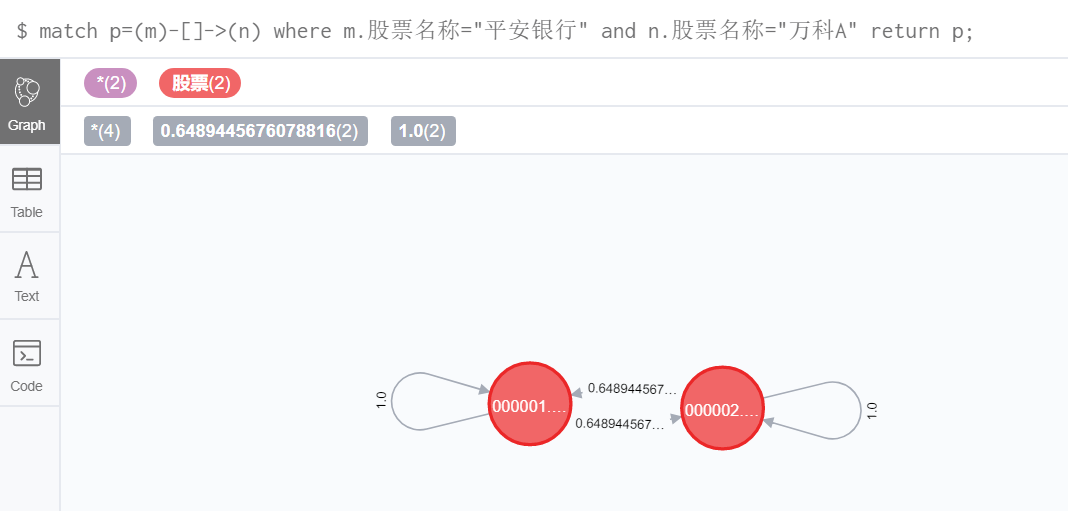 $ match p=(m)-[]->(n) where m.股票名称="平安银行" and n.股票名称="万科A" return p;
*(2) 股票(2)
*(4) 0.6489445676078816(2) 1.0(2)
Graph
Table
Text
Code
1.0
000001....
0.648944567...
0.648944567...
000002....
1.0